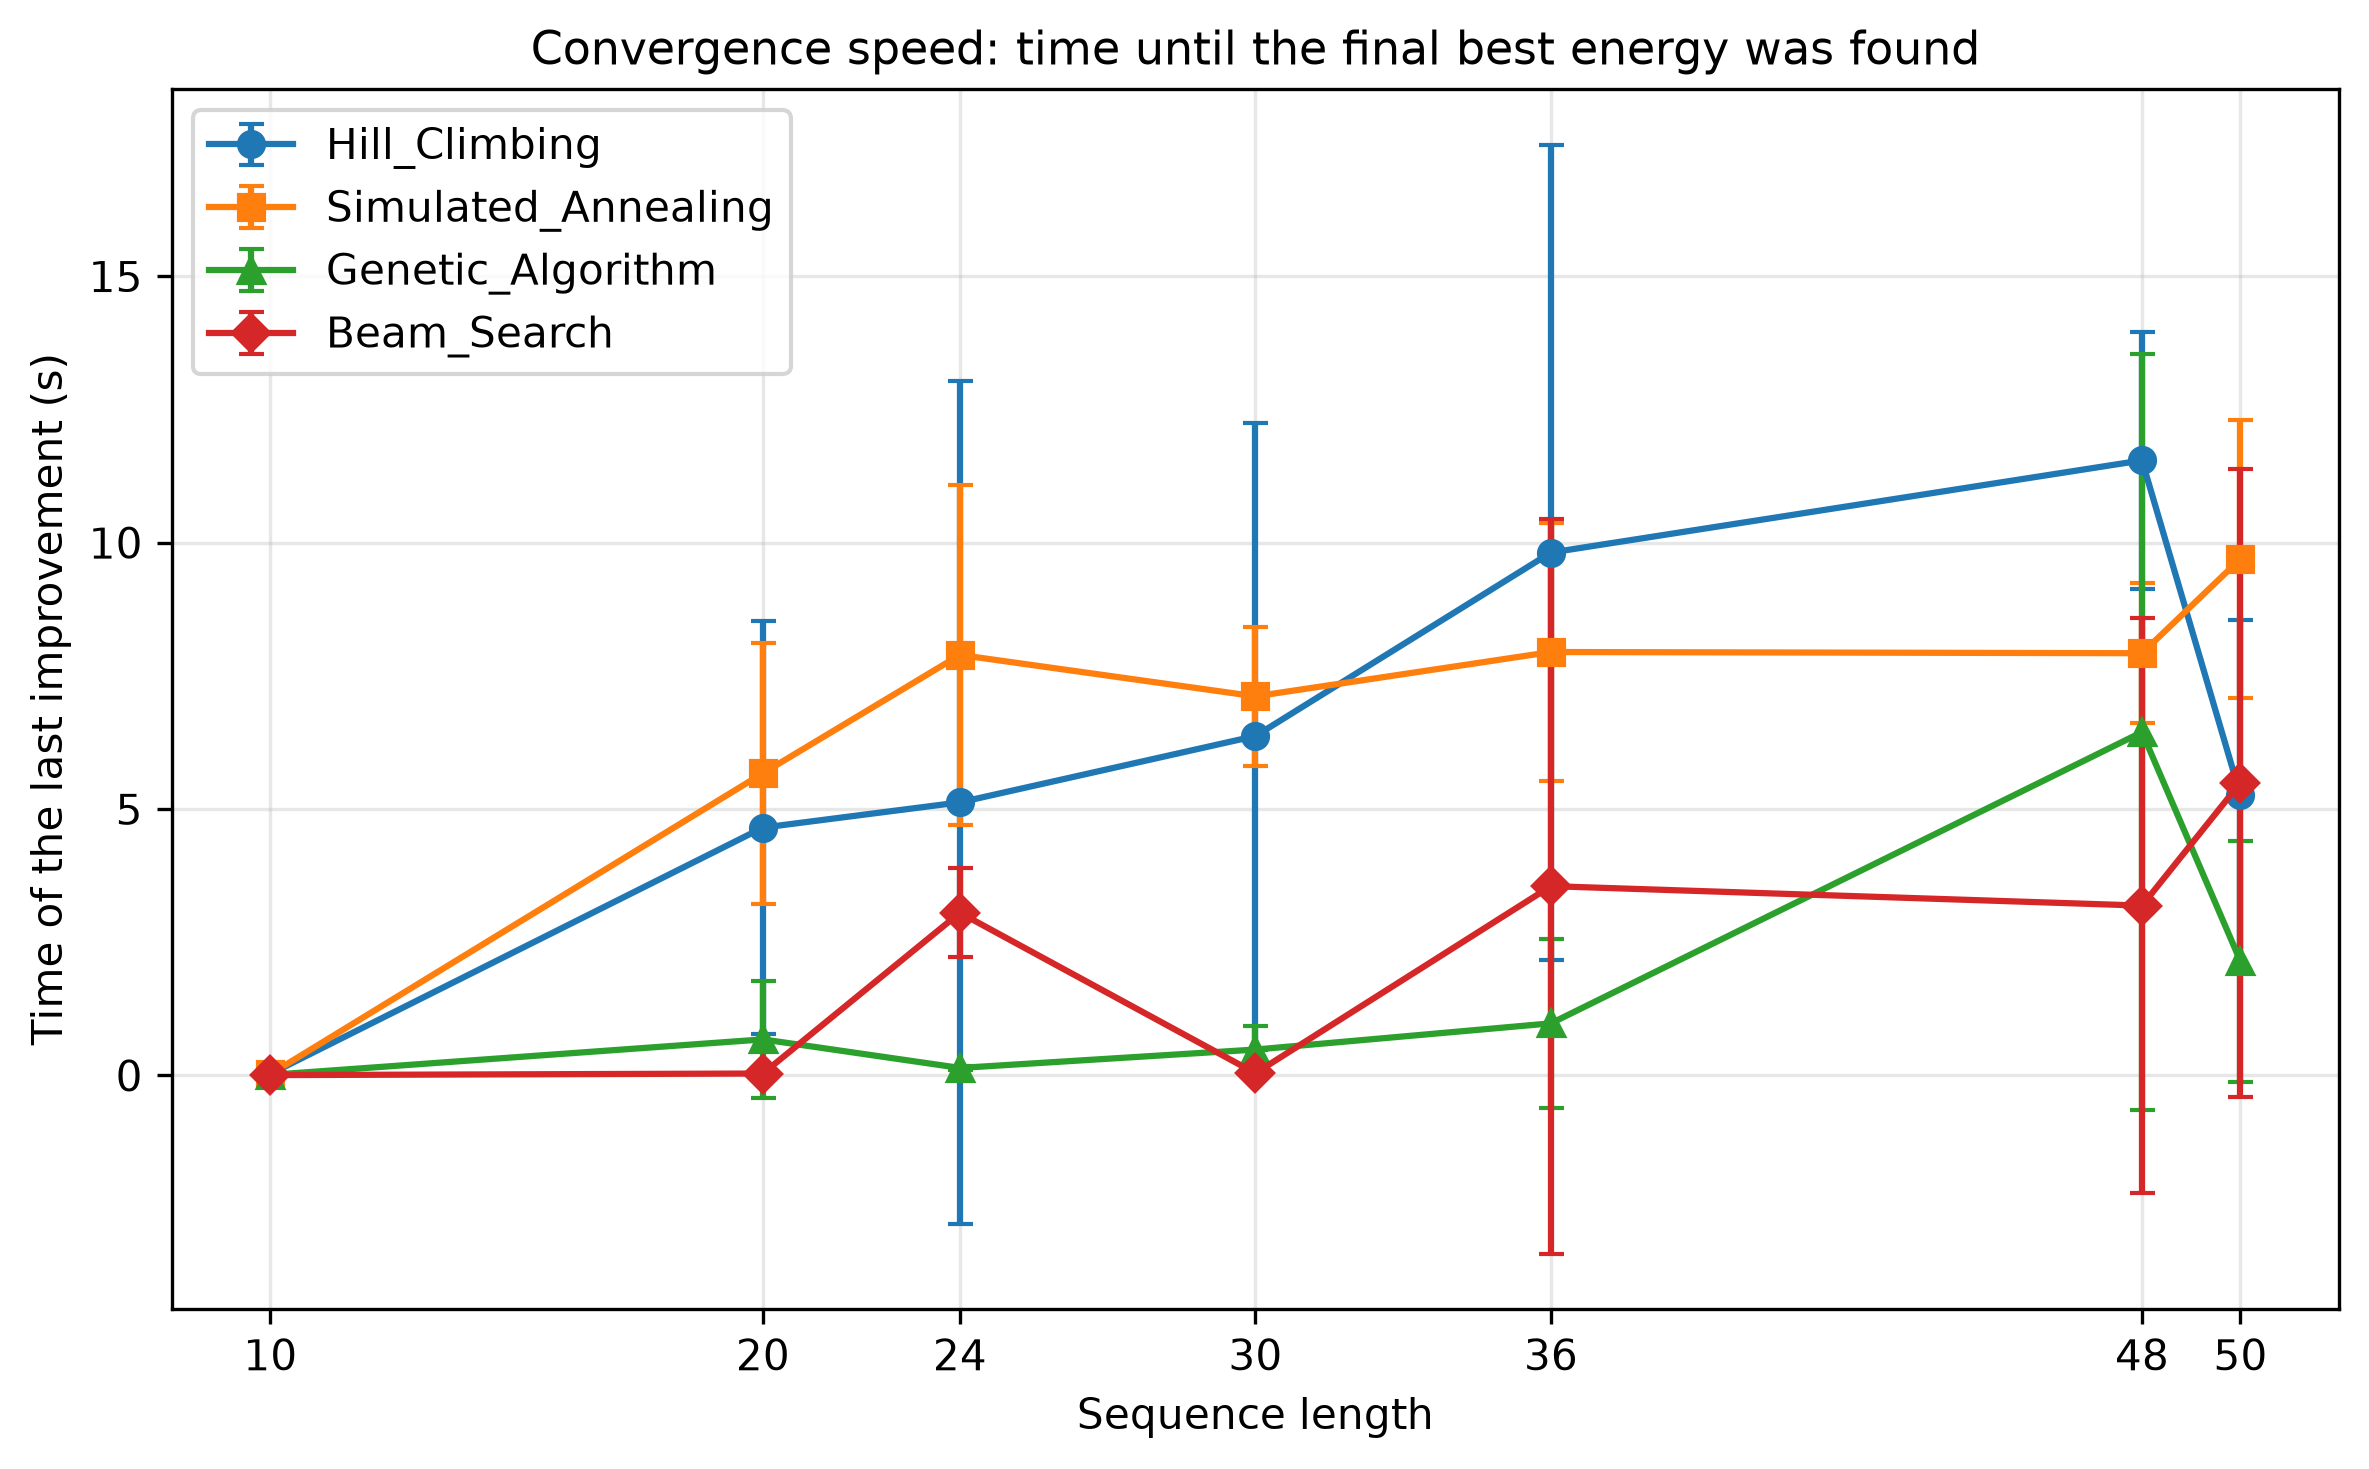 Convergence speed: time until the final best energy was found
Hill_Climbing
Simulated_Annealing
Genetic_Algorithm
Beam_Search
Time of the last improvement (s)
15
10
5
0
10 20 24 30 36 48 50
Sequence length